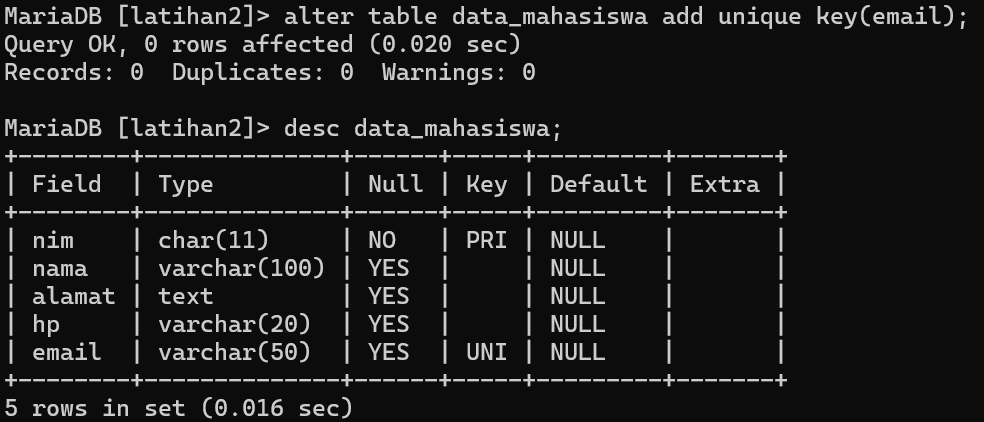 MariaDB [latihan2]> alter table data_mahasiswa add unique key(email);
Query OK, 0 rows affected (0.020 sec)
Records: 0  Duplicates: 0  Warnings: 0

MariaDB [latihan2]> desc data_mahasiswa;
+--------+--------------+------+-----+---------+-------+
| Field  | Type         | Null | Key | Default | Extra |
+--------+--------------+------+-----+---------+-------+
| nim    | char(11)     | NO   | PRI | NULL    |       |
| nama   | varchar(100) | YES  |     | NULL    |       |
| alamat | text         | YES  |     | NULL    |       |
| hp     | varchar(20)  | YES  |     | NULL    |       |
| email  | varchar(50)  | YES  | UNI | NULL    |       |
+--------+--------------+------+-----+---------+-------+
5 rows in set (0.016 sec)